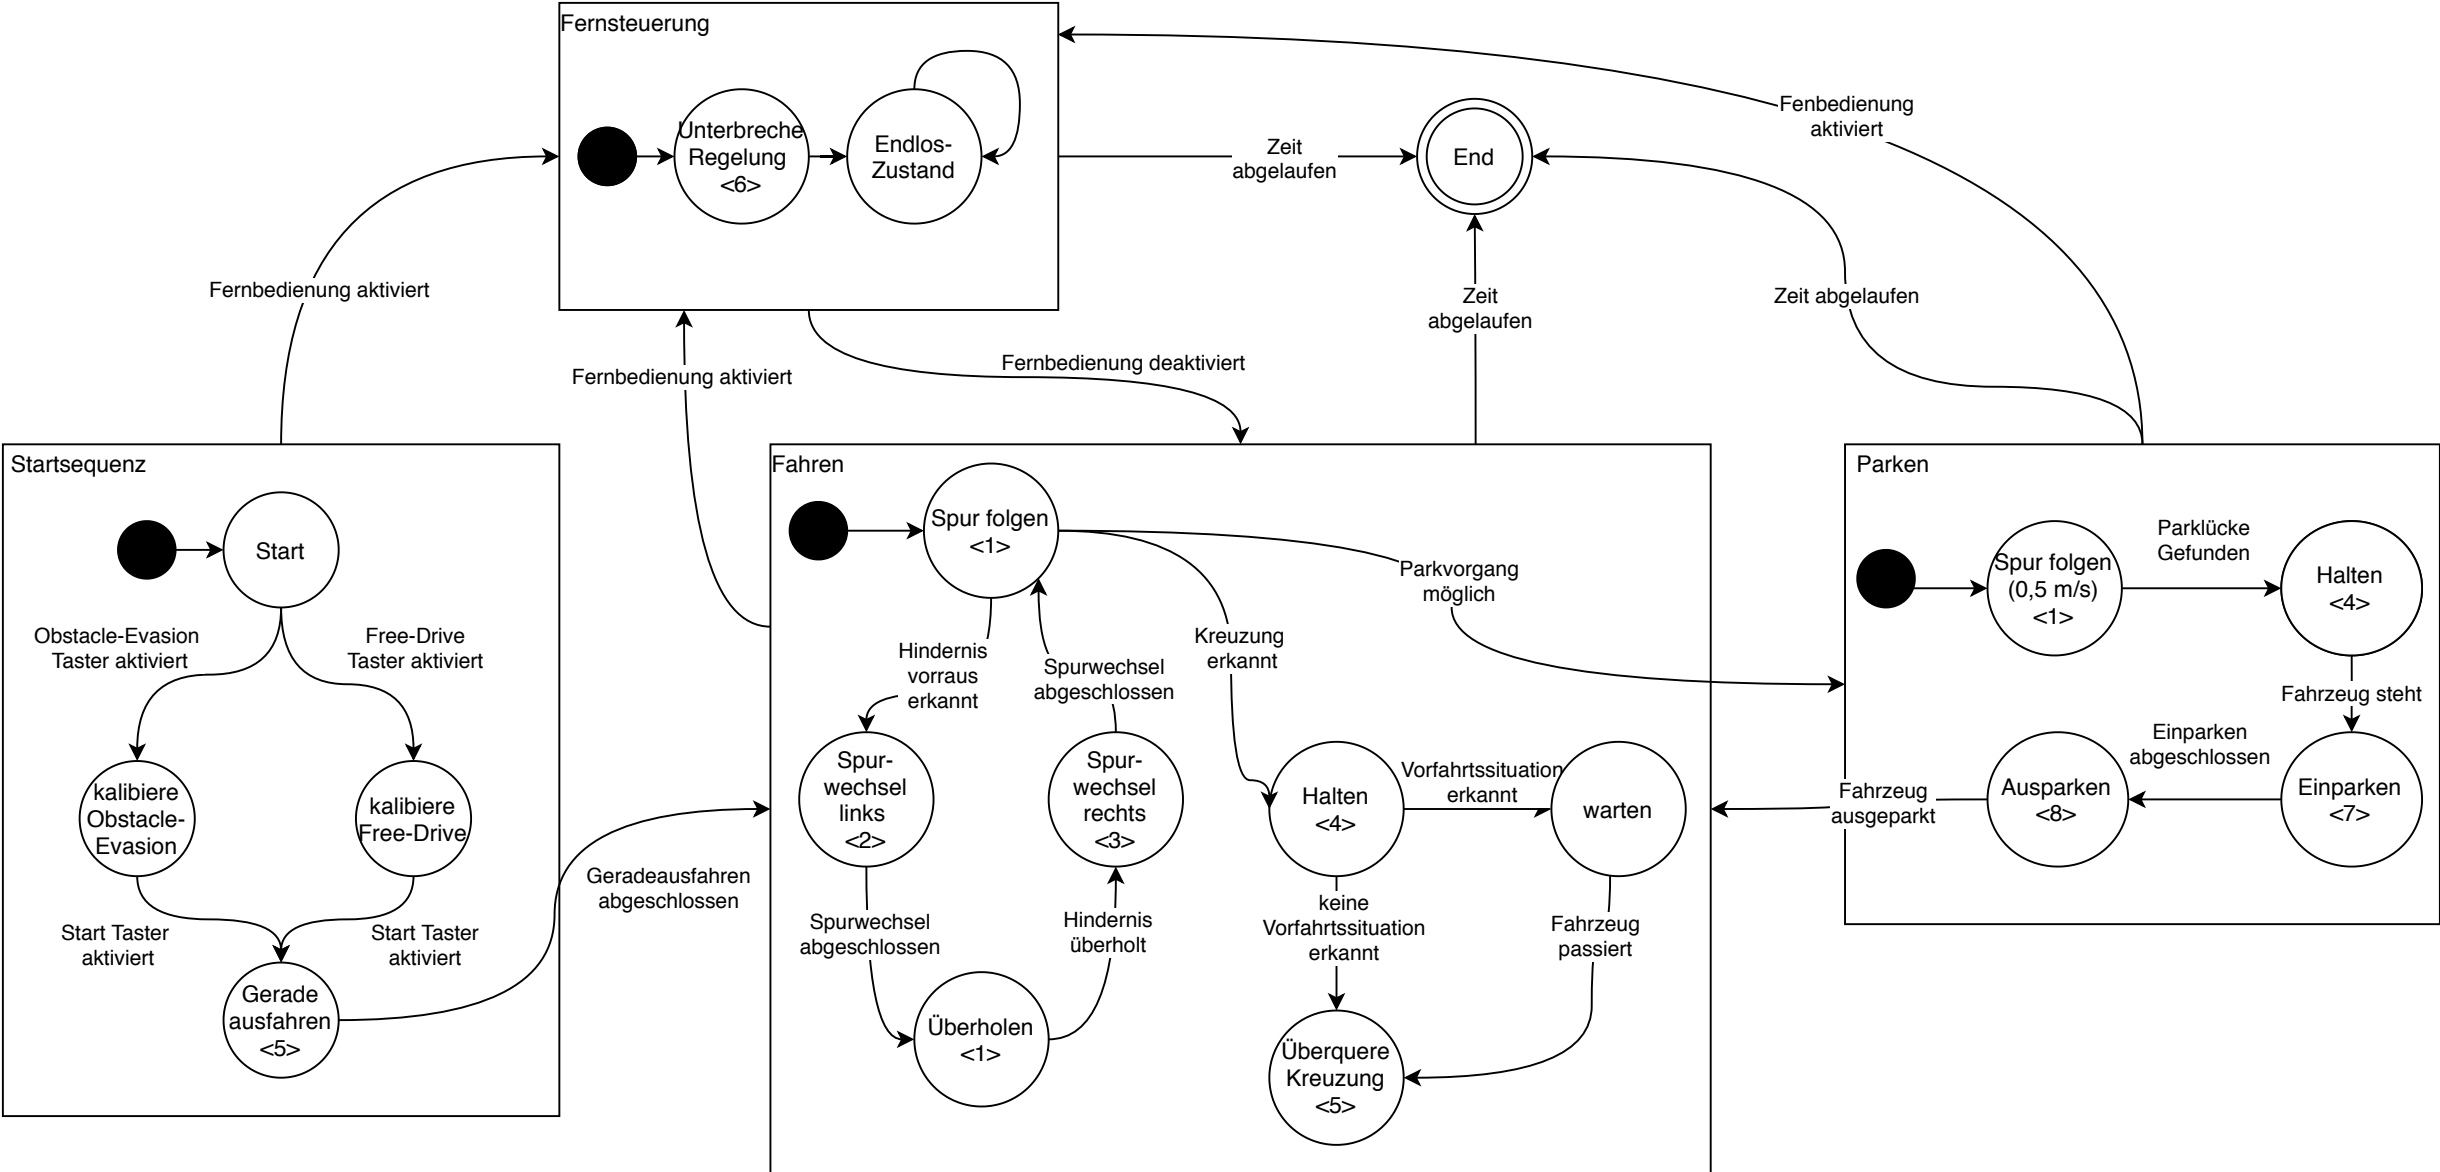 Fernsteuerung
Unterbreche
Regelung
<6>
Endlos-
Zustand
Zeit
abgelaufen
End
Fenbedienung
aktiviert
Fernbedienung aktiviert
Zeit
abgelaufen
Zeit abgelaufen
Fernbedienung aktiviert
Fernbedienung deaktiviert
Startsequenz
Start
Obstacle-Evasion
Taster aktiviert
Free-Drive
Taster aktiviert
kalibiere
Obstacle-
Evasion
kalibiere
Free-Drive
Start Taster
aktiviert
Start Taster
aktiviert
Gerade
ausfahren
<5>
Geradeausfahren
abgeschlossen
Fahren
Spur folgen
<1>
Hindernis
vorraus
erkannt
Spurwechsel
abgeschlossen
Kreuzung
erkannt
Parkvorgang
möglich
Spur-
wechsel
links
<2>
Spur-
wechsel
rechts
<3>
Halten
<4>
Vorfahrtssituation
erkannt
warten
Spurwechsel
abgeschlossen
Hindernis
überholt
keine
Vorfahrtssituation
erkannt
Fahrzeug
passiert
Überholen
<1>
Überquere
Kreuzung
<5>
Parken
Spur folgen
(0,5 m/s)
<1>
Parklücke
Gefunden
Halten
<4>
Fahrzeug steht
Einparken
abgeschlossen
Fahrzeug
ausgeparkt
Ausparken
<8>
Einparken
<7>